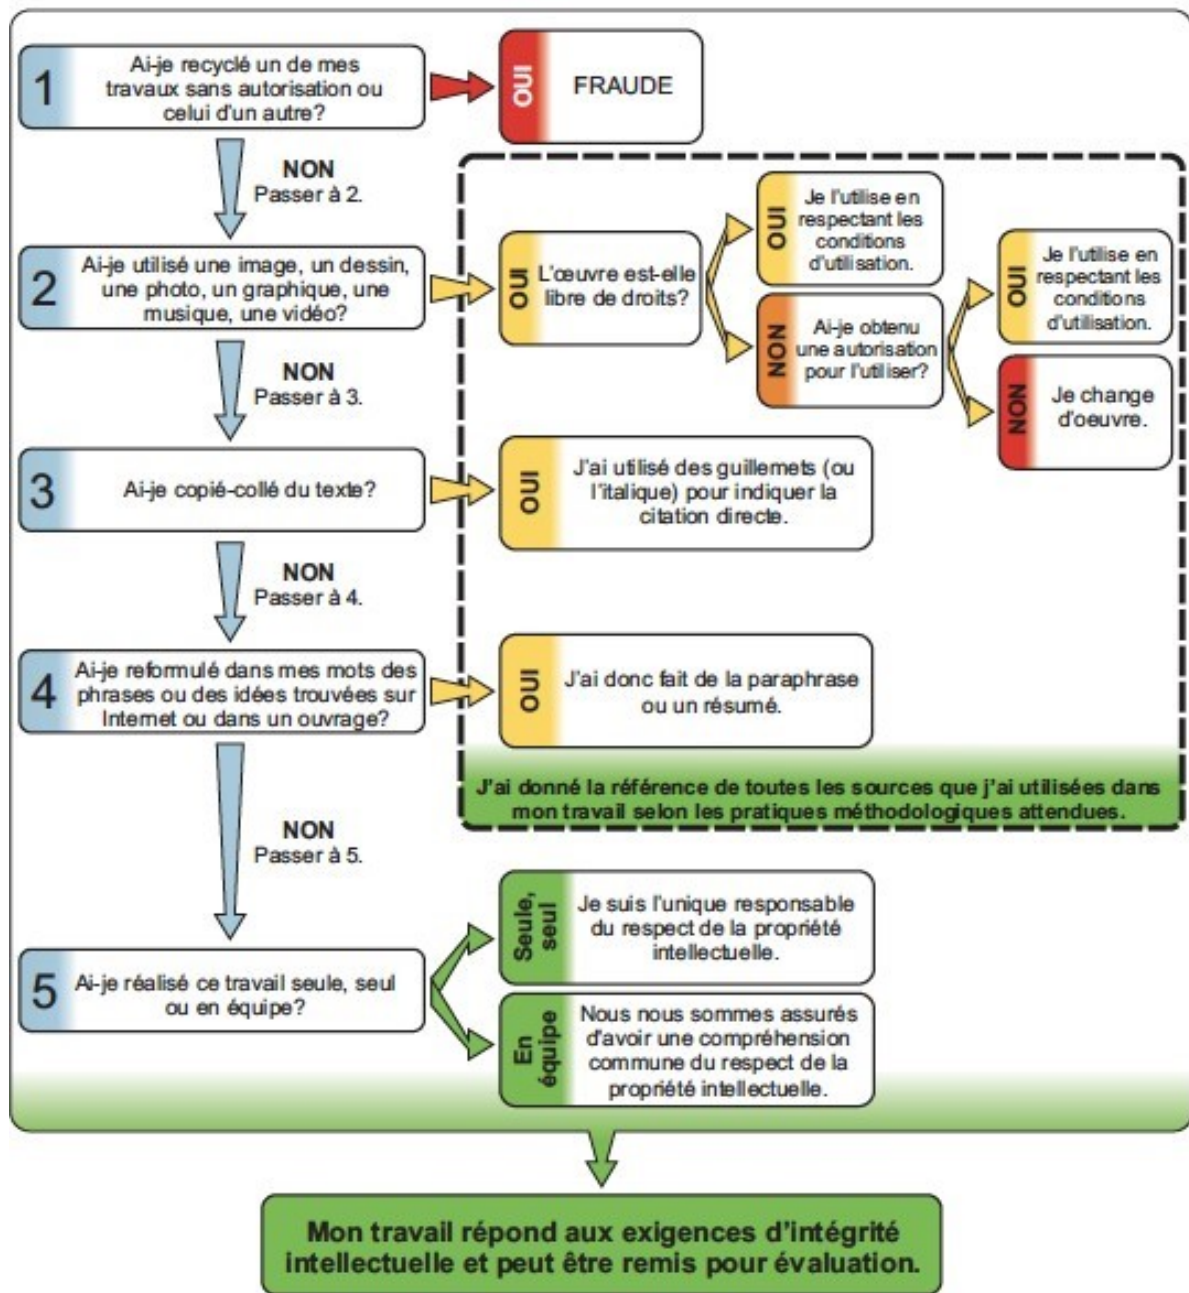 1
Ai-je recyclé un de mes
travaux sans autorisation ou
celui d'un autre?
OUI
FRAUDE
NON
Passer à 2.
2
Ai-je utilisé une image, un dessin,
une photo, un graphique, une
musique, une vidéo?
OUI
L'œuvre est-elle
libre de droits?
OUI
Je l'utilise en
respectant les
conditions
d'utilisation.
NON
Ai-je obtenu
une autorisation
pour l'utiliser?
OUI
Je l'utilise en
respectant les
conditions
d'utilisation.
NON
Je change
d'oeuvre.
NON
Passer à 3.
3
Ai-je copié-collé du texte?
OUI
J'ai utilisé des guillemets (ou
l'italique) pour indiquer la
citation directe.
NON
Passer à 4.
4
Ai-je reformulé dans mes mots des
phrases ou des idées trouvées sur
Internet ou dans un ouvrage?
OUI
J'ai donc fait de la paraphrase
ou un résumé.
J'ai donné la référence de toutes les sources que j'ai utilisées dans
mon travail selon les pratiques méthodologiques attendues.
NON
Passer à 5.
5
Ai-je réalisé ce travail seule, seul
ou en équipe?
Seule,
seul
Je suis l'unique responsable
du respect de la propriété
intellectuelle.
En
équipe
Nous nous sommes assurés
d'avoir une compréhension
commune du respect de la
propriété intellectuelle.
Mon travail répond aux exigences d'intégrité
intellectuelle et peut être remis pour évaluation.